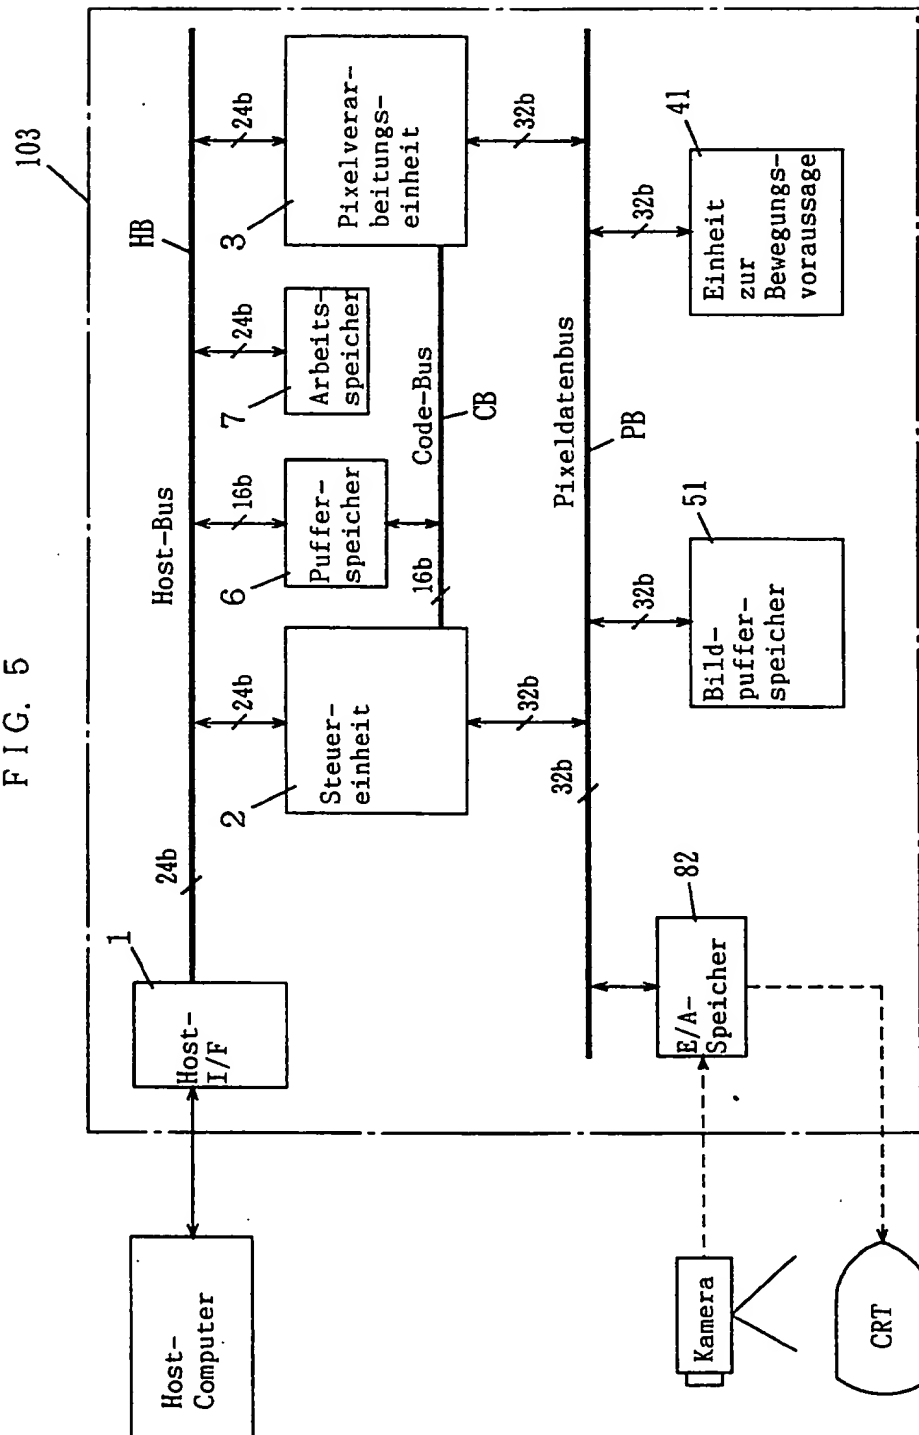 FIG. 5
103
Host-
Computer
1
Host-
I/F
24b
Host-Bus
HB
24b
16b
24b
24b
2
Steuer-
einheit
6
Puffer-
speicher
7
Arbeits-
speicher
3
Pixelverar-
beitungs-
einheit
16b
Code-Bus
CB
32b
32b
32b
Pixeldatenbus
PB
32b
32b
82
E/A-
Speicher
51
Bild-
puffer-
speicher
41
Einheit
zur
Bewegungs-
voraussage
Kamera
CRT